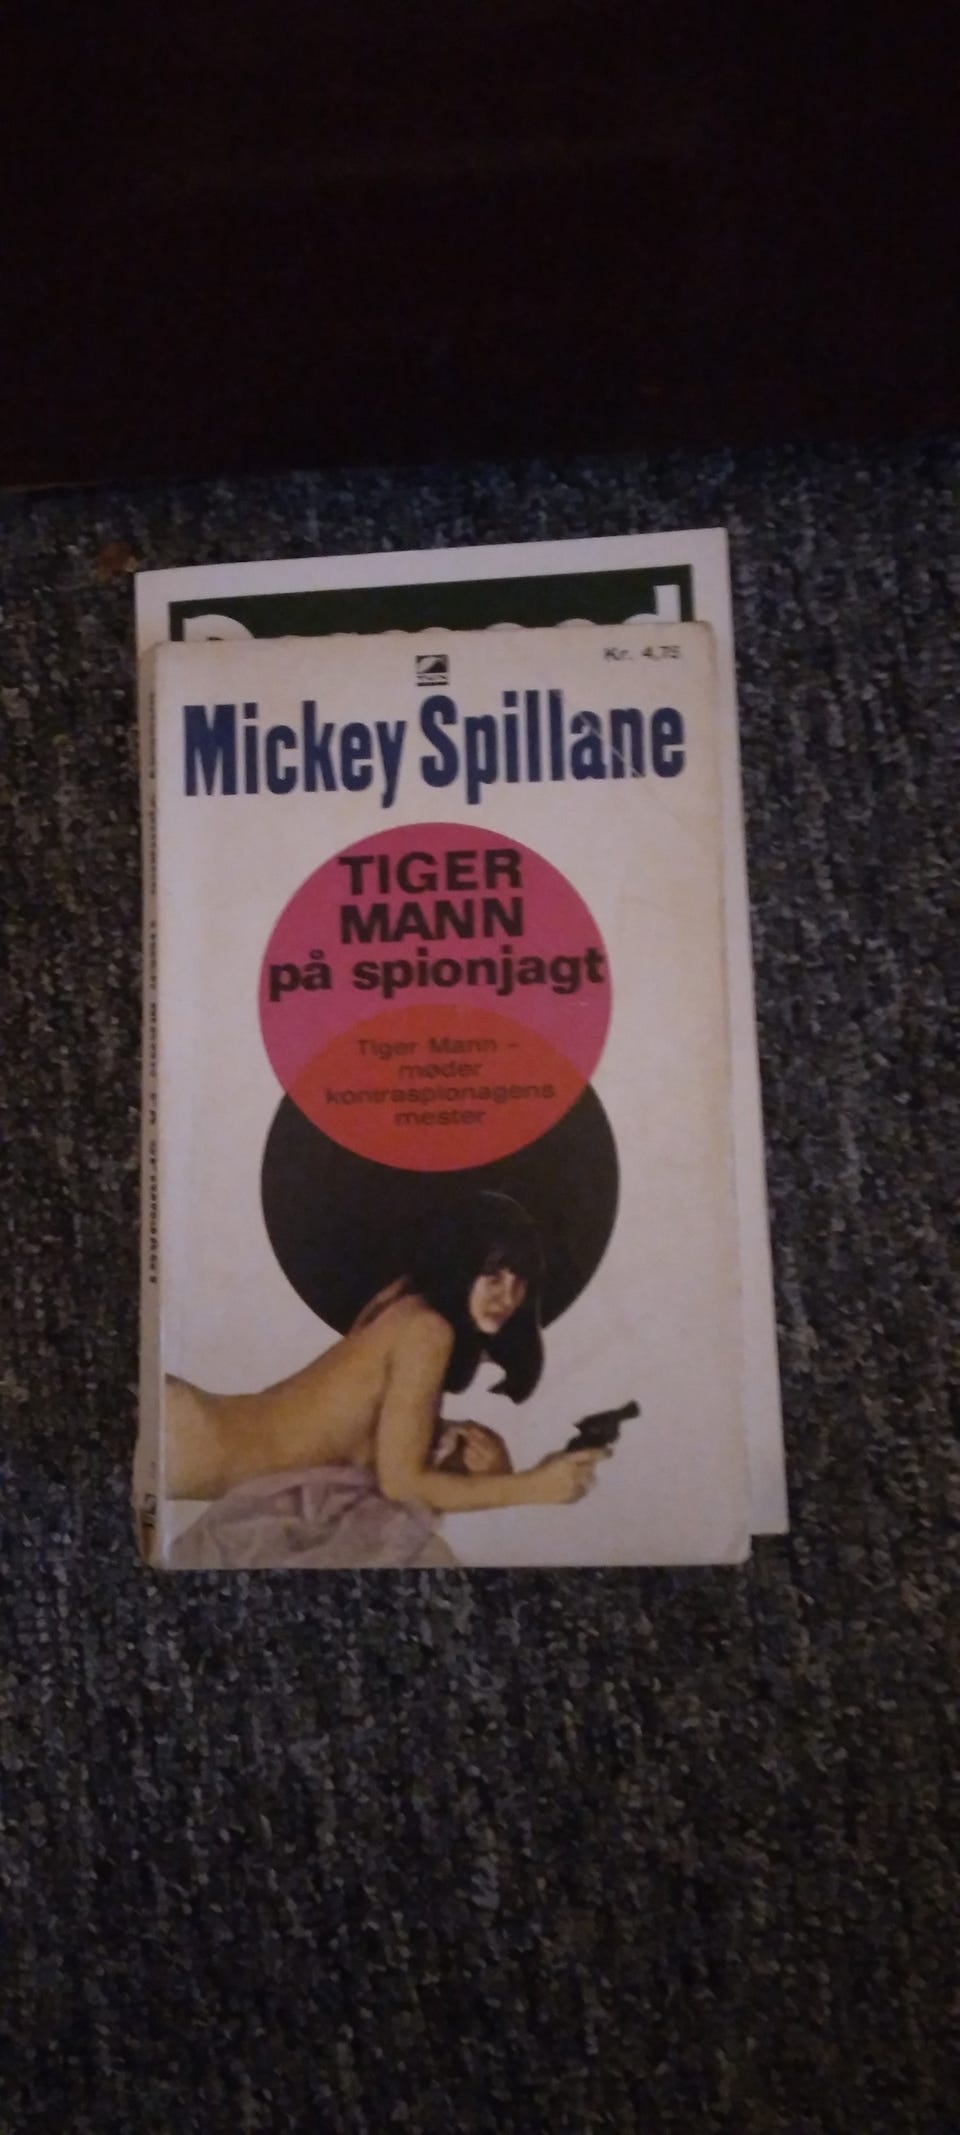 Kr. 4,75
Mickey Spillane
TIGER
MANN
på spionjagt
Tiger Mann -
møder
kontraspionagens
mester